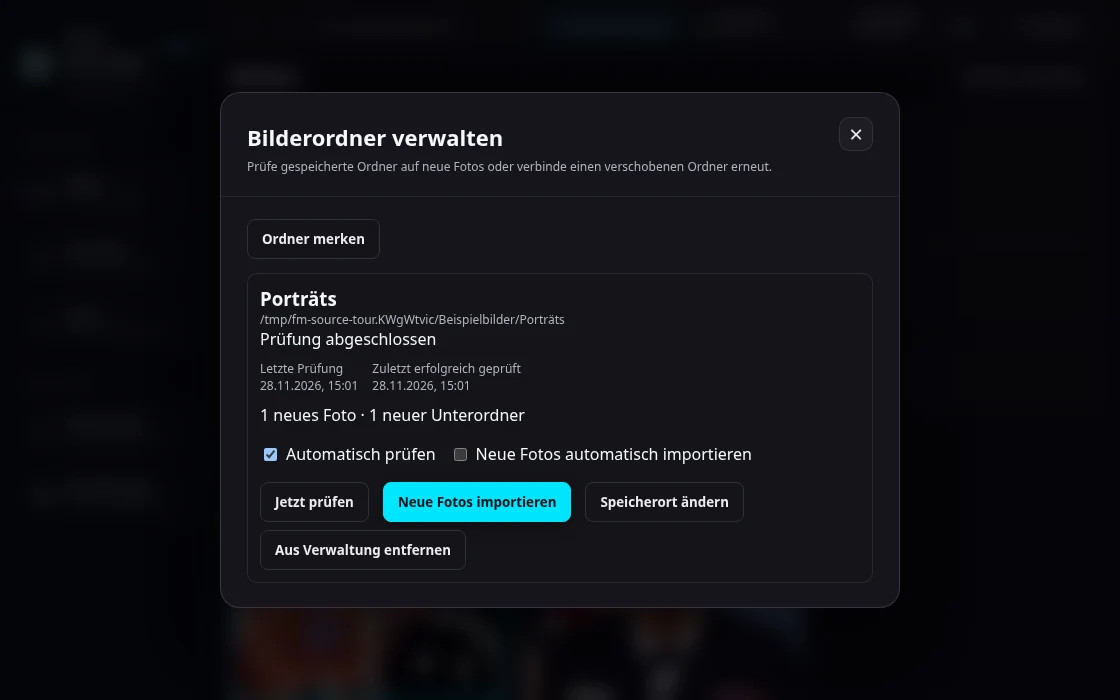 Bilderordner verwalten
Prüfe gespeicherte Ordner auf neue Fotos oder verbinde einen verschobenen Ordner erneut.
Ordner merken
Porträts
/tmp/fm-source-tour.KWgWtvic/Beispielbilder/Porträts
Prüfung abgeschlossen
Letzte Prüfung Zuletzt erfolgreich geprüft
28.11.2026, 15:01 28.11.2026, 15:01
1 neues Foto · 1 neuer Unterordner
Automatisch prüfen Neue Fotos automatisch importieren
Jetzt prüfen Neue Fotos importieren Speicherort ändern
Aus Verwaltung entfernen